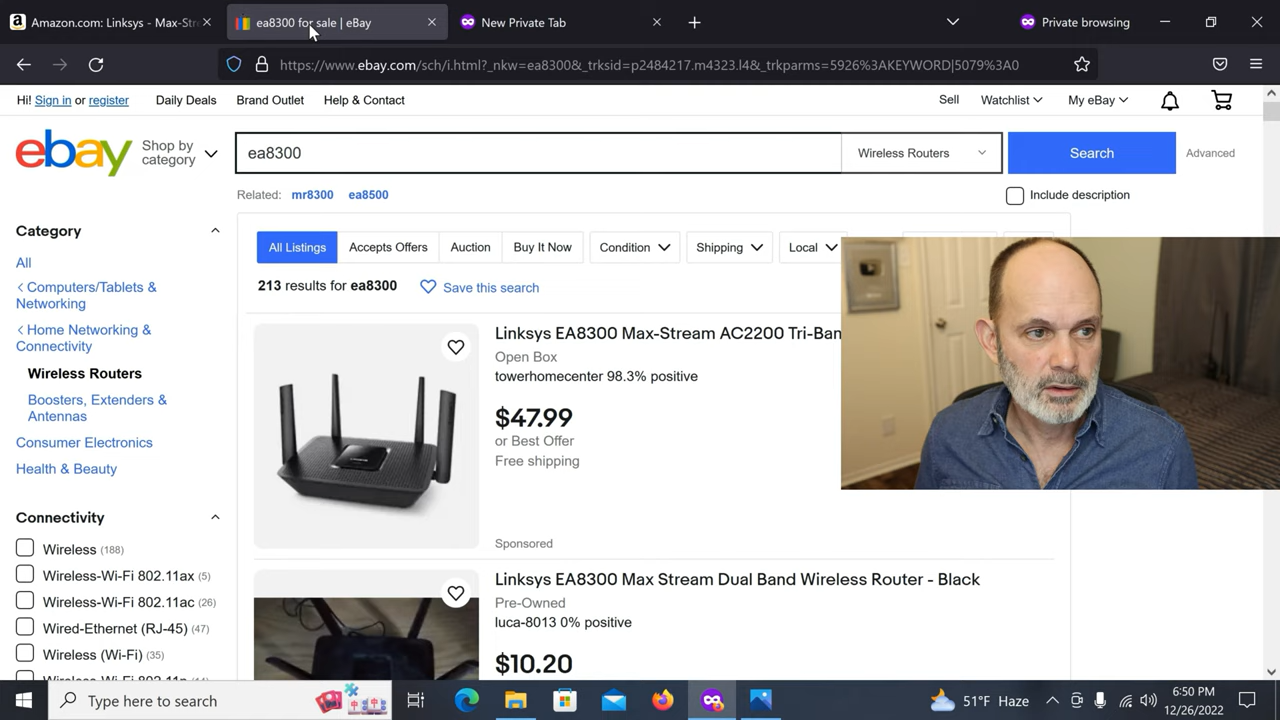 Amazon.com: Linksys - Max-Str
ea8300 for sale | eBay
New Private Tab
Private browsing
https://www.ebay.com/sch/i.html?_nkw=ea8300&_trksid=p2484217.m4323.l4&_trkparms=5926%3AKEYWORD|5079%3A0
Hi! Sign in or register
Daily Deals
Brand Outlet
Help & Contact
Sell
Watchlist
My eBay
ebay
Shop by
category
ea8300
Wireless Routers
Search
Advanced
Related: mr8300 ea8500
Include description
Category
All
Computers/Tablets &
Networking
Home Networking &
Connectivity
Wireless Routers
Boosters, Extenders &
Antennas
Consumer Electronics
Health & Beauty
Connectivity
Wireless (188)
Wireless-Wi-Fi 802.11ax (5)
Wireless-Wi-Fi 802.11ac (26)
Wired-Ethernet (RJ-45) (47)
Wireless (Wi-Fi) (35)
All Listings
Accepts Offers
Auction
Buy It Now
Condition
Shipping
Local
213 results for ea8300
Save this search
Linksys EA8300 Max-Stream AC2200 Tri-Ban
Open Box
towerhomecenter 98.3% positive
$47.99
or Best Offer
Free shipping
Sponsored
Linksys EA8300 Max Stream Dual Band Wireless Router - Black
Pre-Owned
luca-8013 0% positive
$10.20
Type here to search
51°F Haze
6:50 PM
12/26/2022